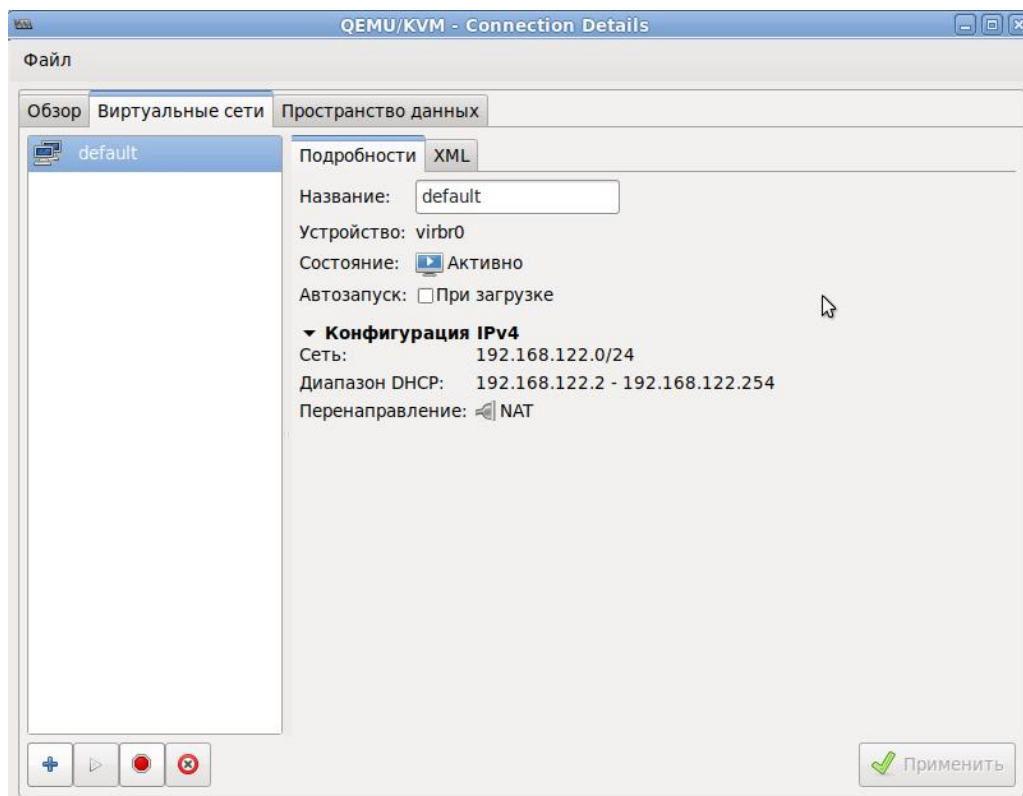 QEMU/KVM - Connection Details
Файл
Обзор Виртуальные сети Пространство данных
default
Подробности XML
Название: default
Устройство: virbr0
Состояние: Активно
Автозапуск: При загрузке
Конфигурация IPv4
Сеть: 192.168.122.0/24
Диапазон DHCP: 192.168.122.2 - 192.168.122.254
Перенаправление: NAT
Применить